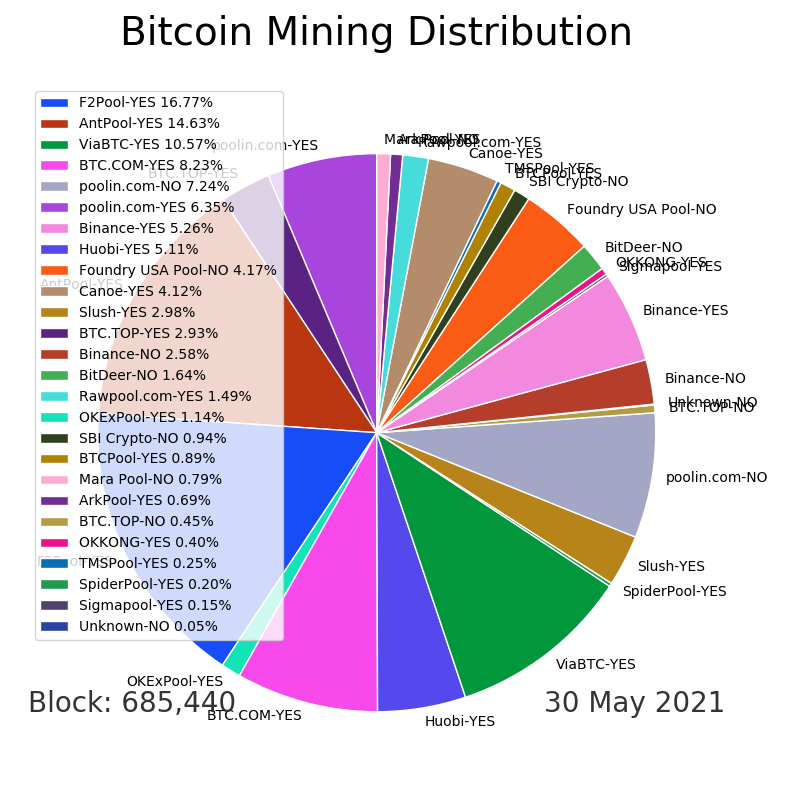 Bitcoin Mining Distribution
F2Pool-YES 16.77%
AntPool-YES 14.63%
ViaBTC-YES 10.57%
BTC.COM-YES 8.23%
poolin.com-NO 7.24%
poolin.com-YES 6.35%
Binance-YES 5.26%
Huobi-YES 5.11%
Foundry USA Pool-NO 4.17%
Canoe-YES 4.12%
Slush-YES 2.98%
BTC.TOP-YES 2.93%
Binance-NO 2.58%
BitDeer-NO 1.64%
Rawpool.com-YES 1.49%
OKExPool-YES 1.14%
SBI Crypto-NO 0.94%
BTCPool-YES 0.89%
Mara Pool-NO 0.79%
ArkPool-YES 0.69%
BTC.TOP-NO 0.45%
OKKONG-YES 0.40%
TMSPool-YES 0.25%
SpiderPool-YES 0.20%
Sigmapool-YES 0.15%
Unknown-NO 0.05%
poolin.com-YES
BTC.TOP-YES
AntPool-YES
F2Pool-YES
OKExPool-YES
BTC.COM-YES
Huobi-YES
ViaBTC-YES
SpiderPool-YES
Slush-YES
poolin.com-NO
BTC.TOP-NO
Unknown-NO
Binance-NO
Binance-YES
Sigmapool-YES
OKKONG-YES
BitDeer-NO
Foundry USA Pool-NO
SBI Crypto-NO
BTCPool-YES
TMSPool-YES
Canoe-YES
Rawpool.com-YES
ArkPool-YES
Mara Pool-NO
Block: 685,440
30 May 2021